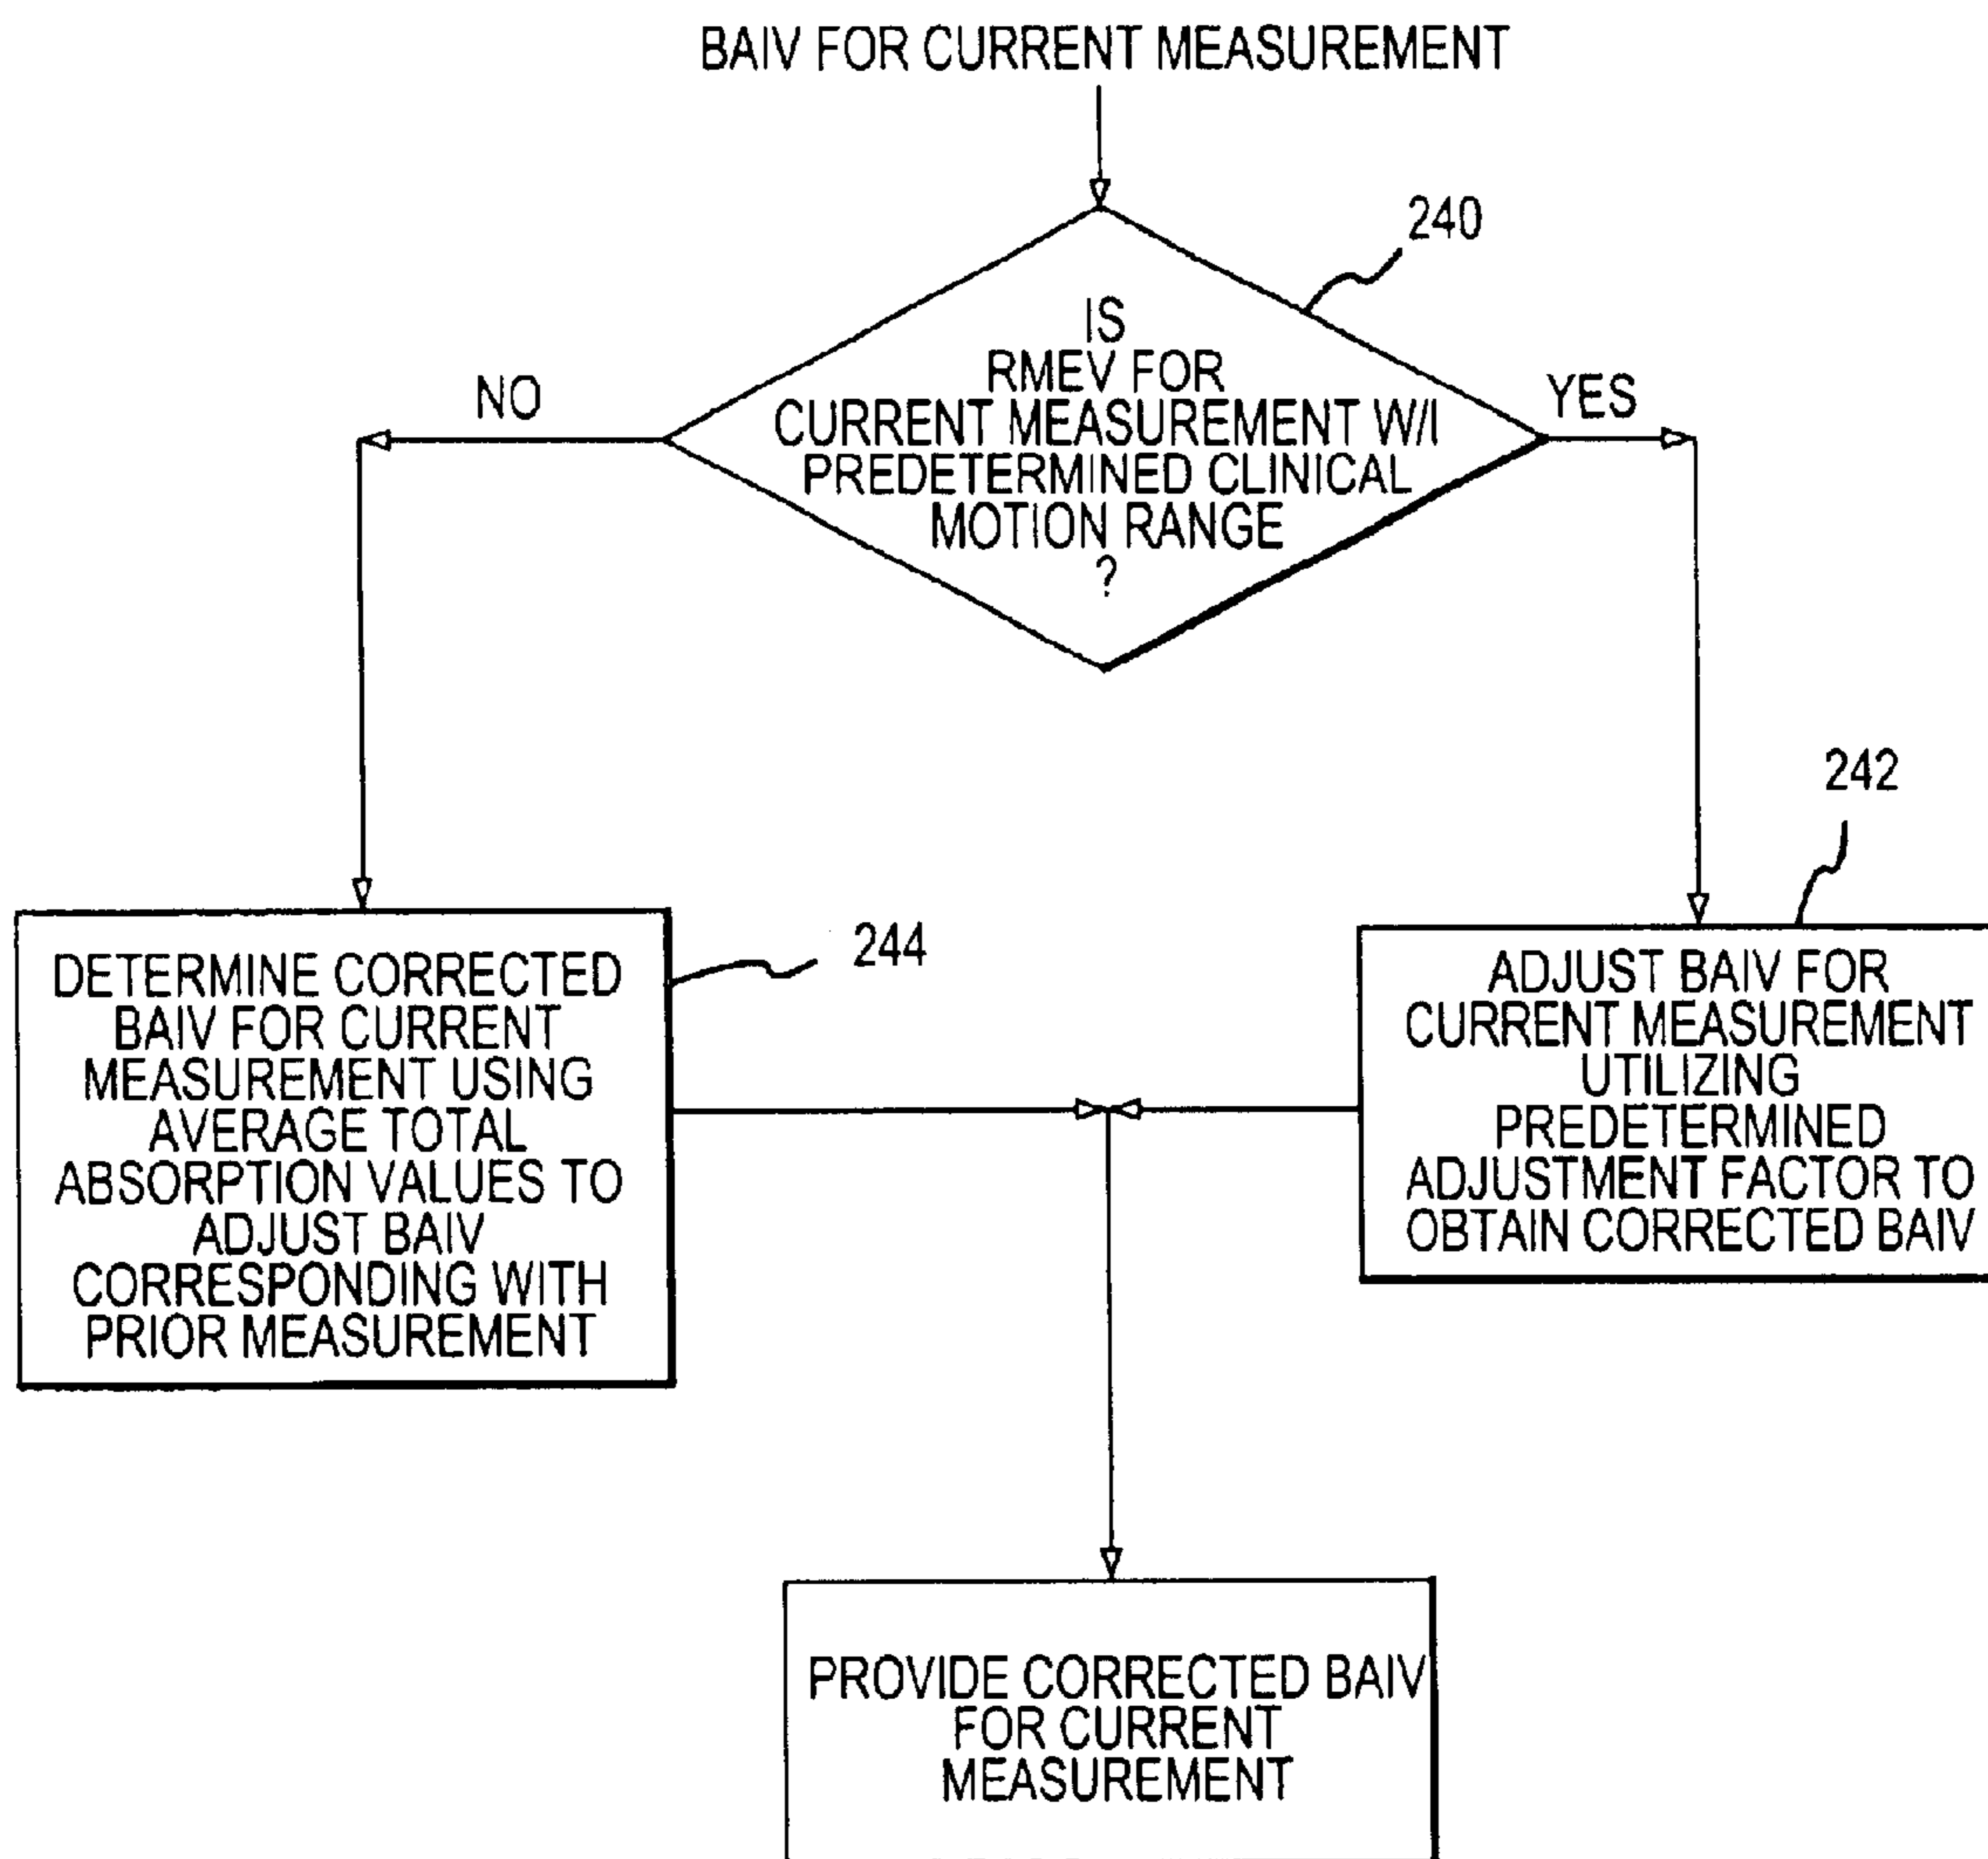 BAIV FOR CURRENT MEASUREMENT
240
IS
RMEV FOR
CURRENT MEASUREMENT W/I
PREDETERMINED CLINICAL
MOTION RANGE
?
NO
YES
242
244
DETERMINE CORRECTED
BAIV FOR CURRENT
MEASUREMENT USING
AVERAGE TOTAL
ABSORPTION VALUES TO
ADJUST BAIV
CORRESPONDING WITH
PRIOR MEASUREMENT
ADJUST BAIV FOR
CURRENT MEASUREMENT
UTILIZING
PREDETERMINED
ADJUSTMENT FACTOR TO
OBTAIN CORRECTED BAIV
PROVIDE CORRECTED BAIV
FOR CURRENT
MEASUREMENT